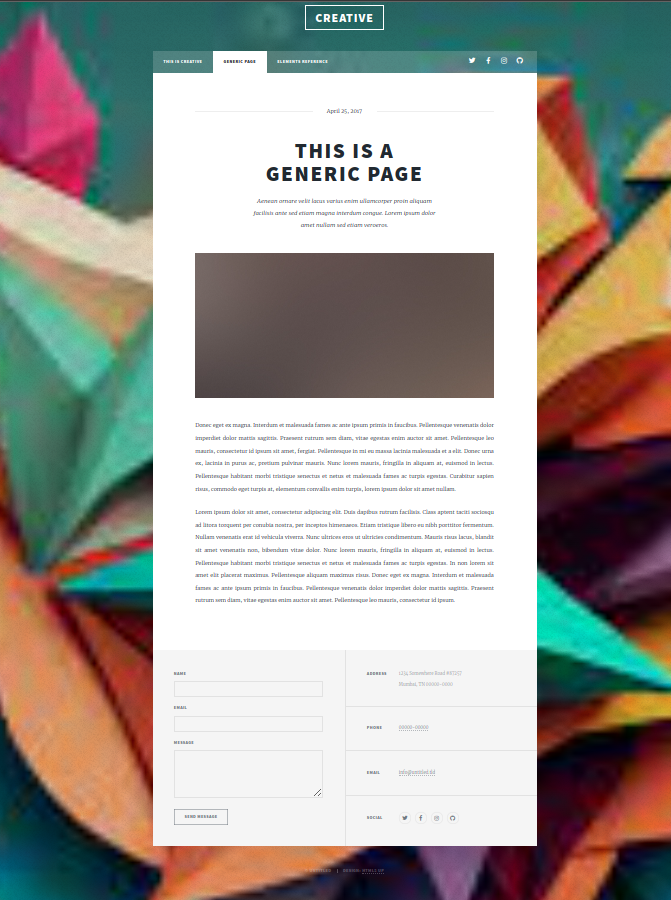 CREATIVE
THIS IS CREATIVE
GENERIC PAGE
ELEMENTS REFERENCE
April 25, 2017
THIS IS A
GENERIC PAGE
Aenean ornare velit lacus varius enim ullamcorper proin aliquam
facilisis ante sed etiam magna interdum congue. Lorem ipsum dolor
amet nullam sed etiam veroeros.
Donec eget ex magna. Interdum et malesuada fames ac ante ipsum primis in faucibus. Pellentesque venenatis dolor
imperdiet dolor mattis sagittis. Praesent rutrum sem diam, vitae egestas enim auctor sit amet. Pellentesque leo
mauris, consectetur id ipsum sit amet, fergiat. Pellentesque in mi eu massa lacinia malesuada et a elit. Donec urna
ex, lacinia in purus ac, pretium pulvinar mauris. Nunc lorem mauris, fringilla in aliquam at, euismod in lectus.
Pellentesque habitant morbi tristique senectus et netus et malesuada fames ac turpis egestas. Curabitur sapien
risus, commodo eget turpis at, elementum convallis enim turpis, lorem ipsum dolor sit amet nullam.
Lorem ipsum dolor sit amet, consectetur adipiscing elit. Duis dapibus rutrum facilisis. Class aptent taciti sociosqu
ad litora torquent per conubia nostra, per inceptos himenaeos. Etiam tristique libero eu nibh porttitor fermentum.
Nullam venenatis erat id vehicula viverra. Nunc ultrices eros ut ultricies condimentum. Mauris risus lacus, blandit
sit amet venenatis non, bibendum vitae dolor. Nunc lorem mauris, fringilla in aliquam at, euismod in lectus.
Pellentesque habitant morbi tristique senectus et netus et malesuada fames ac turpis egestas. In non lorem sit
amet elit placerat maximus. Pellentesque aliquam maximus risus. Donec eget ex magna. Interdum et malesuada
fames ac ante ipsum primis in faucibus. Pellentesque venenatis dolor imperdiet dolor mattis sagittis. Praesent
rutrum sem diam, vitae egestas enim auctor sit amet. Pellentesque leo mauris, consectetur id ipsum.
NAME
EMAIL
MESSAGE
SEND MESSAGE
ADDRESS
1234 Somewhere Road #87257
Nashville, TN 00000-0000
PHONE
EMAIL
info@untitled.tld
SOCIAL